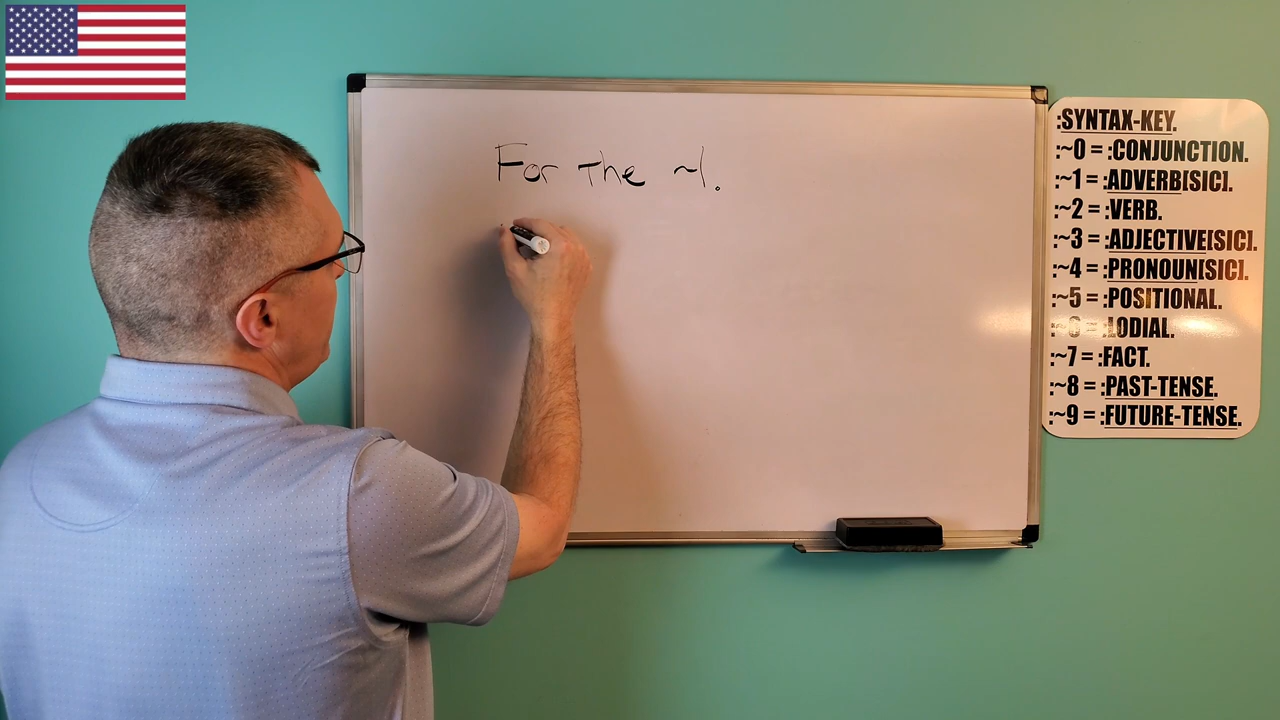 For the ~1.
:SYNTAX-KEY.
:~0 = :CONJUNCTION.
:~1 = :ADVERB[SIC].
:~2 = :VERB.
:~3 = :ADJECTIVE[SIC].
:~4 = :PRONOUN[SIC].
:~5 = :POSITIONAL.
:~6 = :LODIAL.
:~7 = :FACT.
:~8 = :PAST-TENSE.
:~9 = :FUTURE-TENSE.